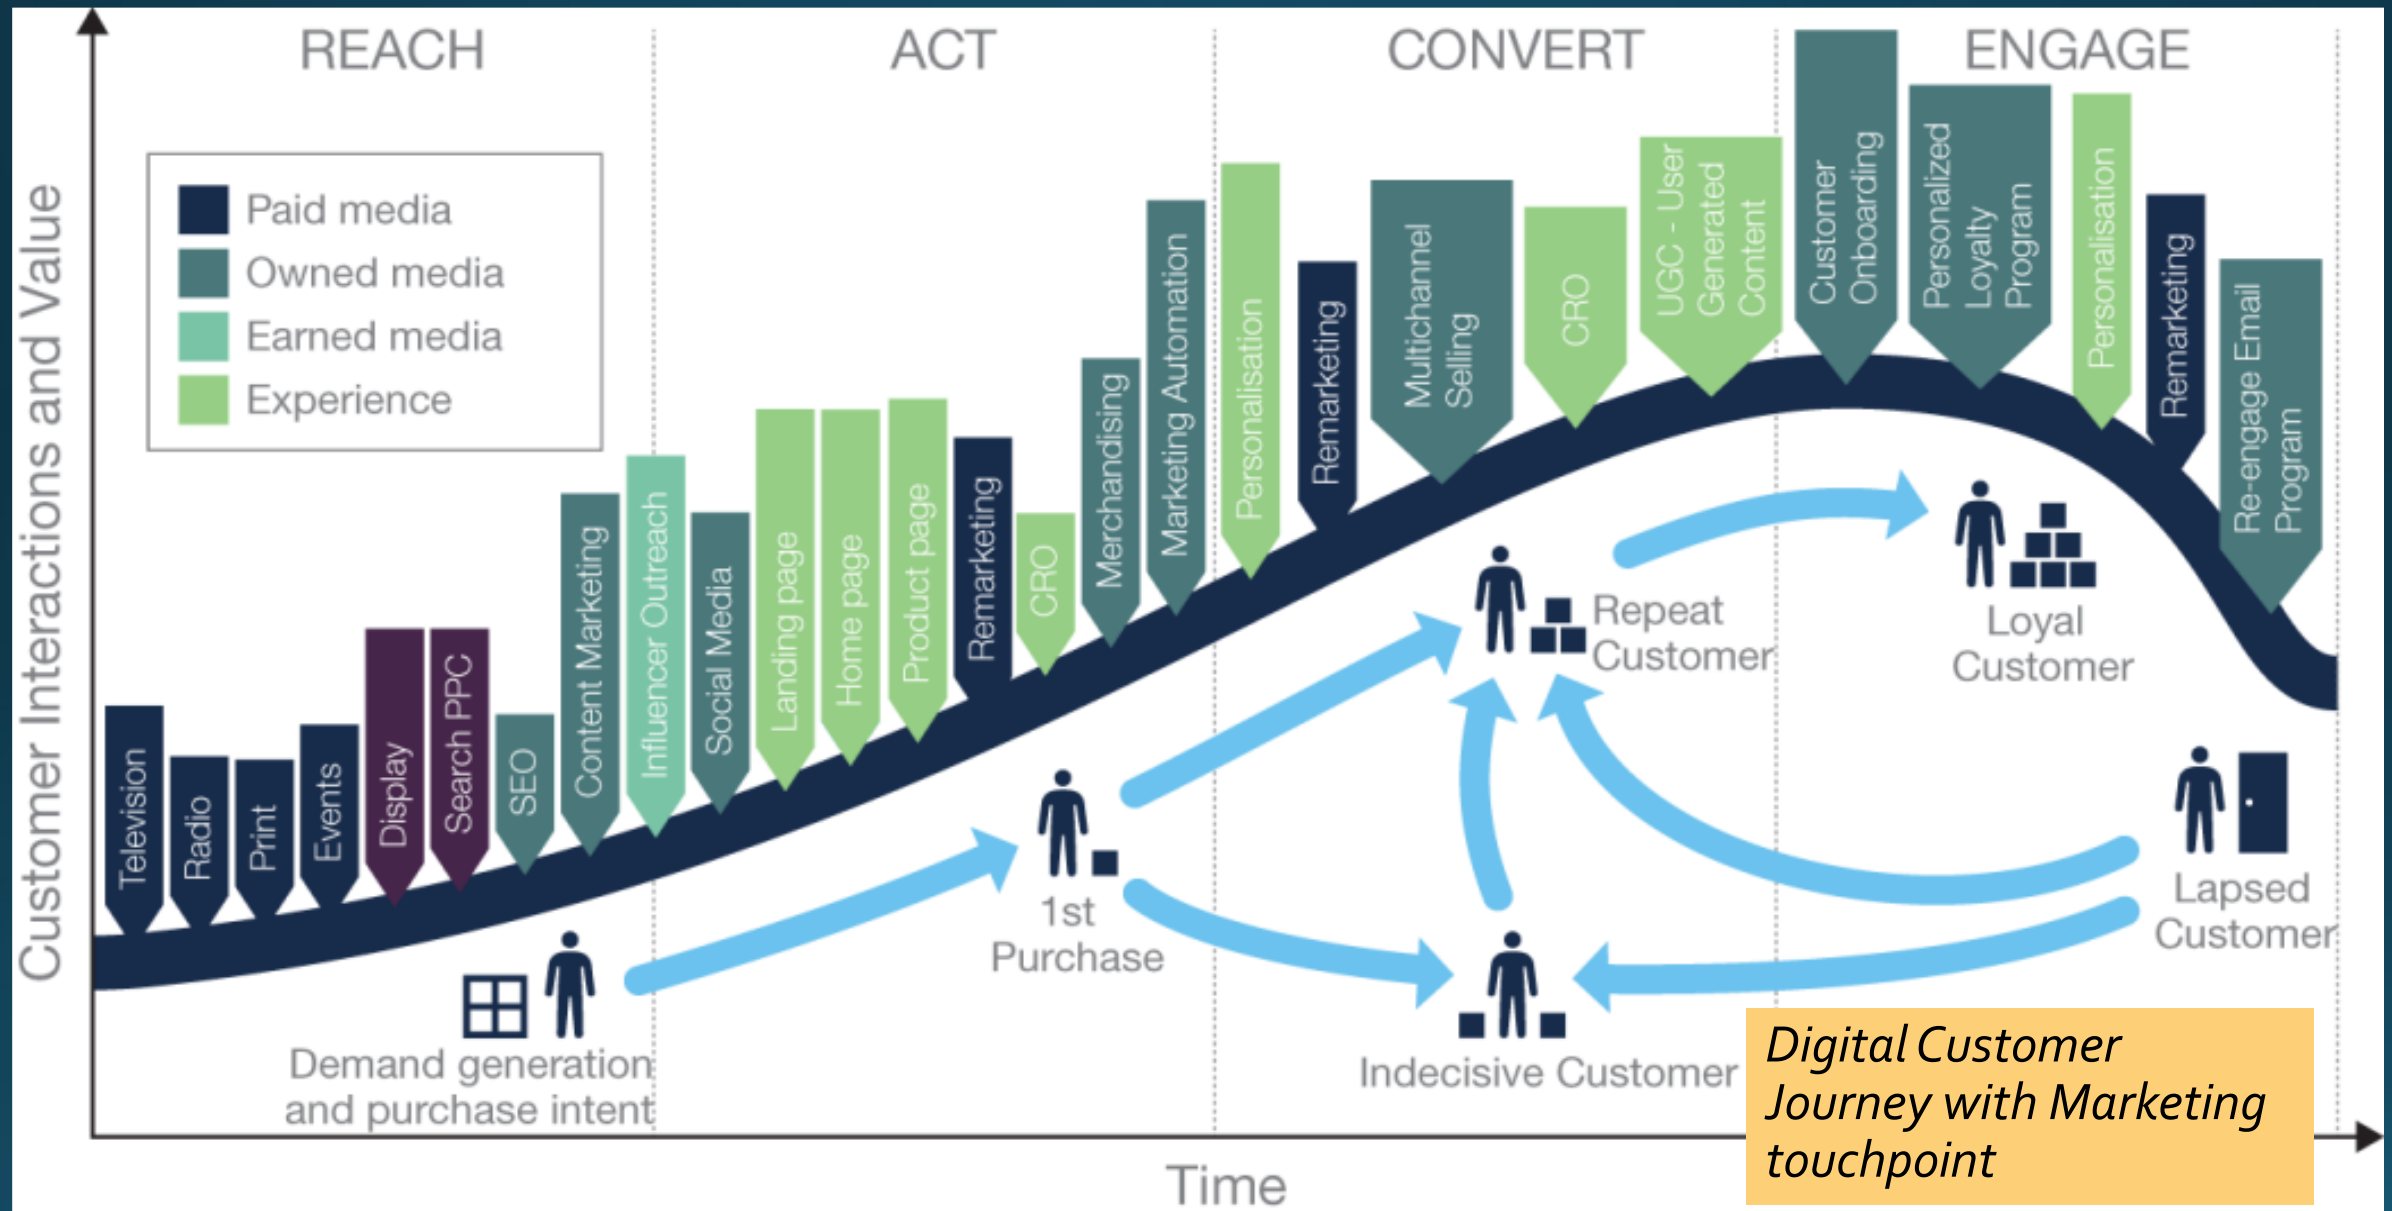 REACH
ACT
CONVERT
ENGAGE
Customer Interactions and Value
Paid media
Owned media
Earned media
Experience
Television
Radio
Print
Events
Display
Search PPC
SEO
Content Marketing
Influencer Outreach
Social Media
Landing page
Home page
Product page
Remarketing
CRO
Merchandising
Marketing Automation
Personalisation
Remarketing
Multichannel
Selling
CRO
UGC - User
Generated
Content
Customer
Onboarding
Personalized
Loyalty
Program
Personalisation
Remarketing
Re-engage Email
Program
Demand generation
and purchase intent
1st
Purchase
Repeat
Customer
Indecisive Customer
Loyal
Customer
Lapsed
Customer
Time
Digital Customer
Journey with Marketing
touchpoint